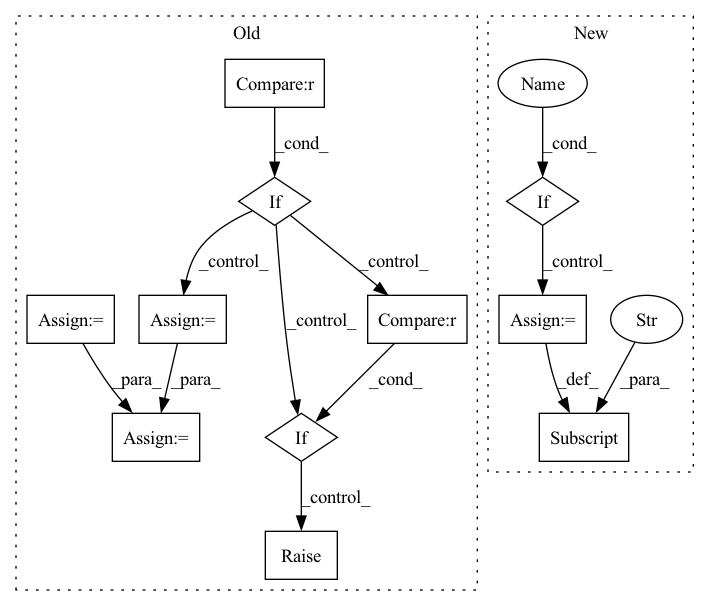 Old
New
Compare:r
Name
_cond_
_cond_
If
If
_control_
_control_
_control_
_control_
Assign:=
Assign:=
Compare:r
Assign:=
Str
_para_
_para_
_cond_
_def_
_para_
Assign:=
If
Subscript
_control_
Raise